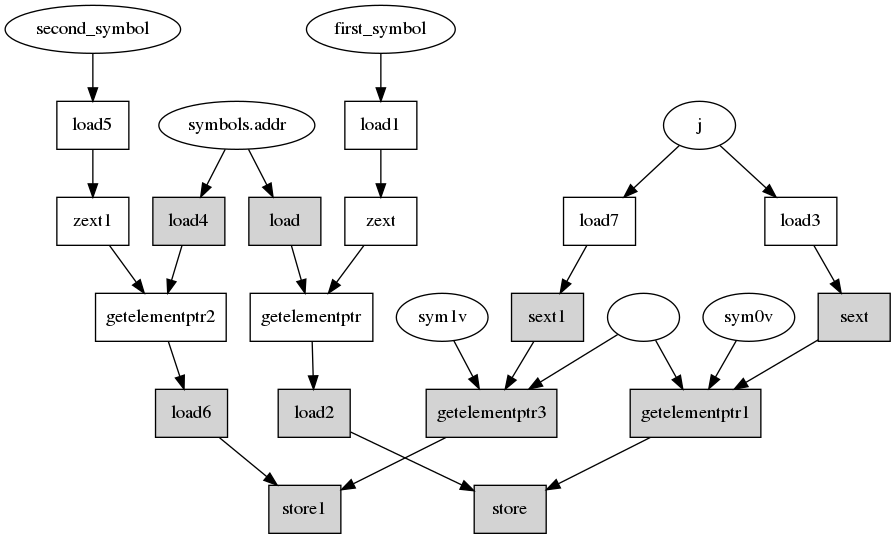 second_symbol
first_symbol
load5
symbols.addr
load1
j
zext1
load4
load
zext
load7
load3
getelementptr2
getelementptr
sym1v
sext1
sym0v
sext
load6
load2
getelementptr3
getelementptr1
store1
store